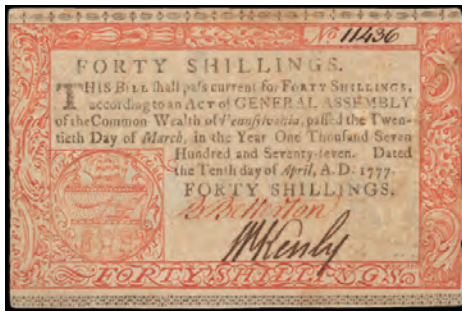 No 11436
FORTY SHILLINGS.
THIS BILL shall pass current for FORTY SHILLINGS,
according to an ACT of GENERAL ASSEMBLY
of the Common Wealth of Pennsylvania, passed the Twen-
tieth Day of March, in the Year One Thousand Seven
Hundred and Seventy-seven. Dated
the Tenth day of April, A.D. 1777.
FORTY SHILLINGS.
FORTY SHILLINGS